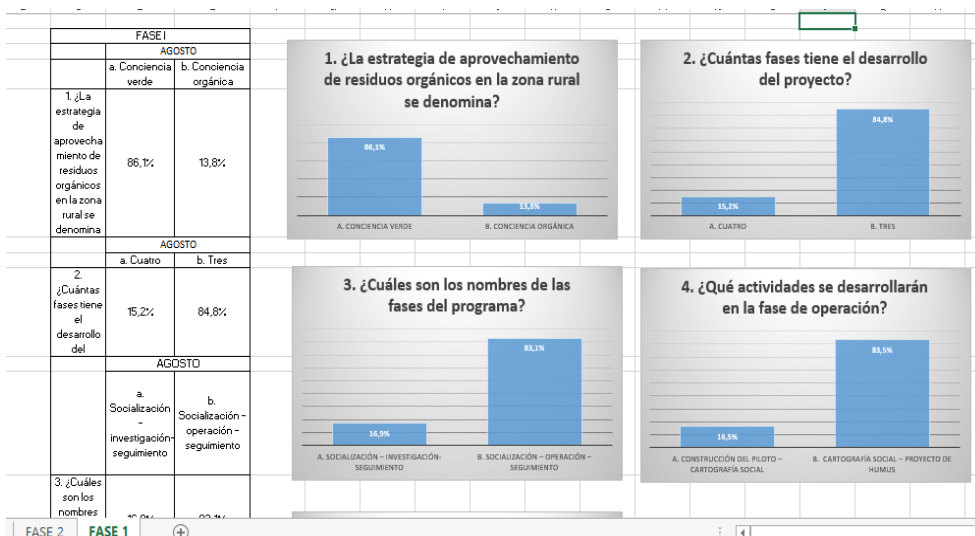 FASE I
AGOSTO
a. Conciencia
verde
b. Conciencia
orgánica
1. ¿La
estrategia
de
aprovecha
miento de
residuos
orgánicos
en la zona
rural se
denomina
86,1%
13,8%
AGOSTO
a. Cuatro
b. Tres
2.
¿Cuántas
fases tiene
el
desarrollo
del
15,2%
84,8%
AGOSTO
a.
Socialización
–
investigación-
seguimiento
b.
Socialización –
operación –
seguimiento
3. ¿Cuáles
son los
nombres
1. ¿La estrategia de aprovechamiento
de residuos orgánicos en la zona rural
se denomina?
86,1%
13,8%
A. CONCIENCIA VERDE
B. CONCIENCIA ORGÁNICA
2. ¿Cuántas fases tiene el desarrollo
del proyecto?
15,2%
84,8%
A. CUATRO
B. TRES
3. ¿Cuáles son los nombres de las
fases del programa?
16,9%
83,1%
A. SOCIALIZACIÓN – INVESTIGACIÓN-
SEGUIMIENTO
B. SOCIALIZACIÓN – OPERACIÓN –
SEGUIMIENTO
4. ¿Qué actividades se desarrollarán
en la fase de operación?
16,5%
83,5%
A. CONSTRUCCIÓN DEL PILOTO –
CARTOGRAFÍA SOCIAL
B. CARTOGRAFÍA SOCIAL – PROYECTO DE
HUMUS
FASE 2
FASE 1